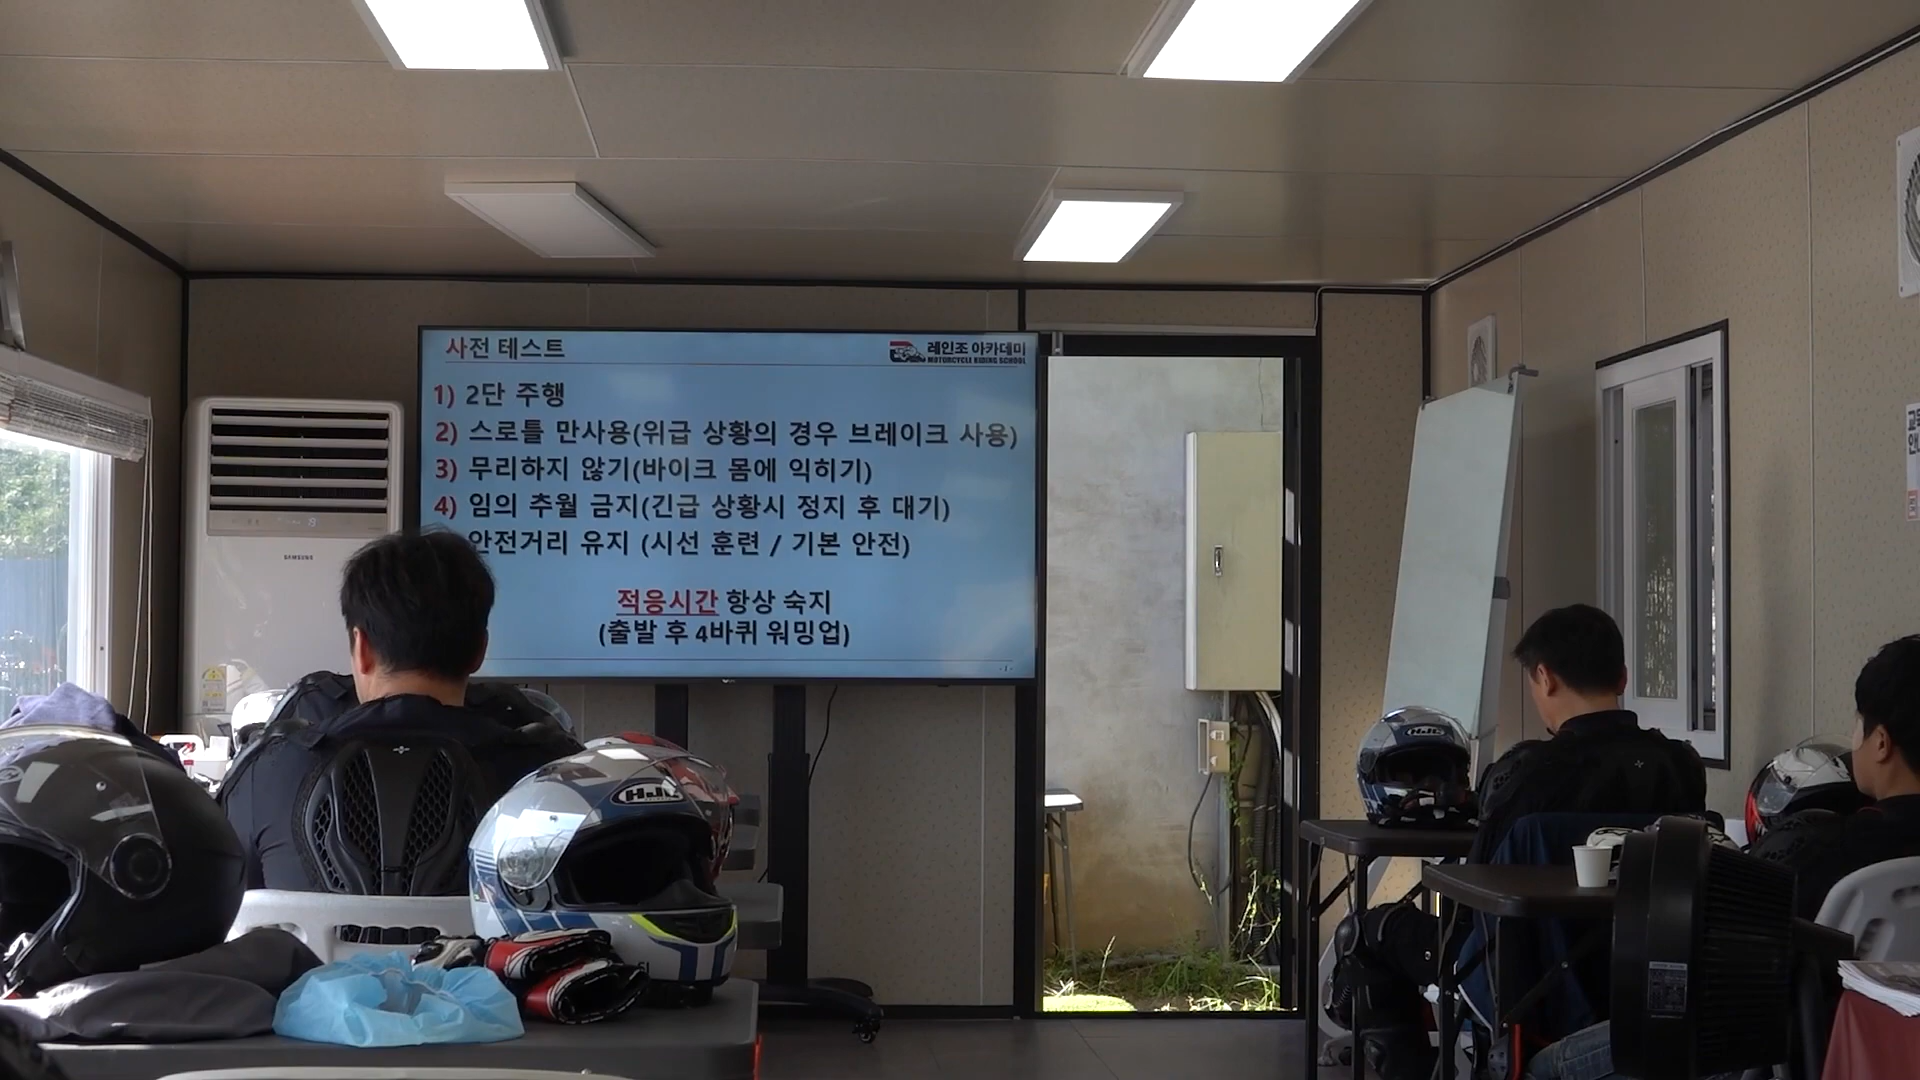 사전 테스트
레인조 아카데미
MOTORCYCLE RIDING SCHOOL
1) 2단 주행
2) 스로틀 만사용(위급 상황의 경우 브레이크 사용)
3) 무리하지 않기(바이크 몸에 익히기)
4) 임의 추월 금지(긴급 상황시 정지 후 대기)
안전거리 유지 (시선 훈련 / 기본 안전)
적응시간 항상 숙지
(출발 후 4바퀴 워밍업)
- 1 -
SAMSUNG
HJC
HJC